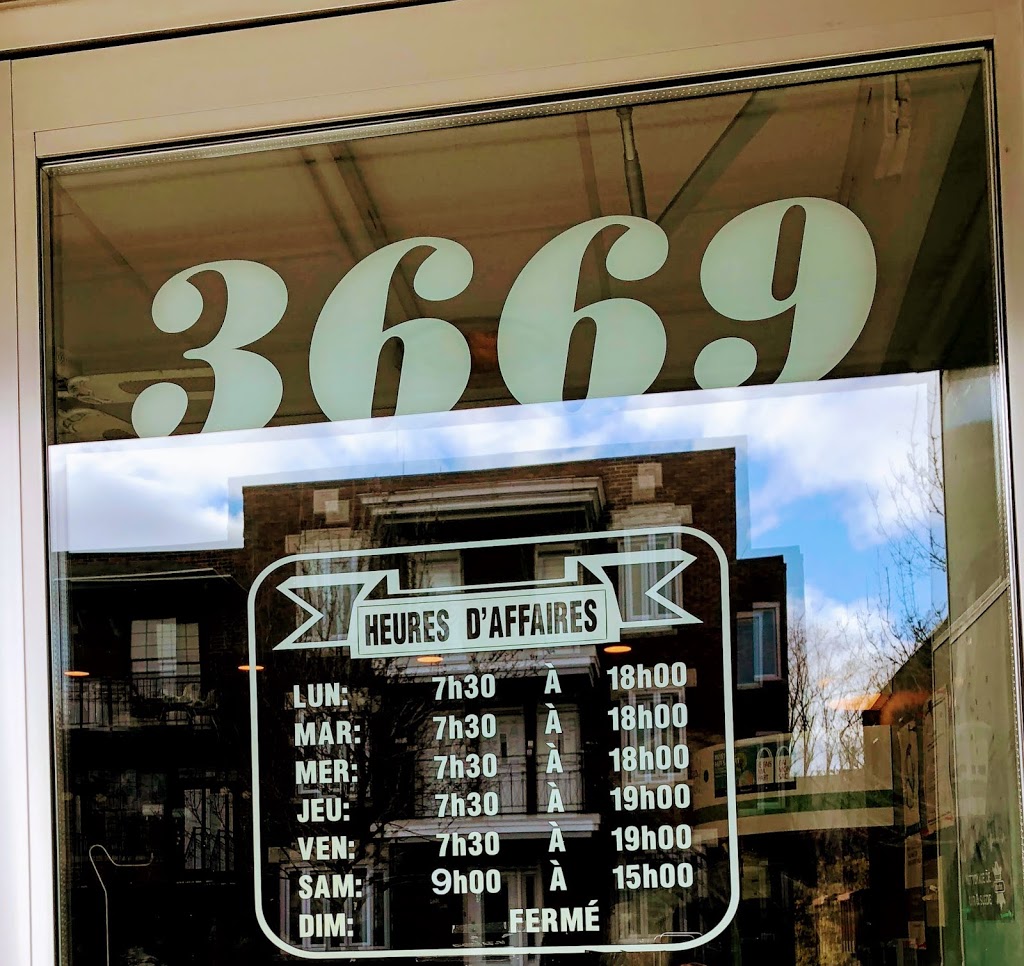 3669
HEURES D'AFFAIRES
LUN: 7h30 À 18h00
MAR: 7h30 À 18h00
MER: 7h30 À 18h00
JEU: 7h30 À 19h00
VEN: 7h30 À 19h00
SAM: 9h00 À 15h00
DIM: FERMÉ